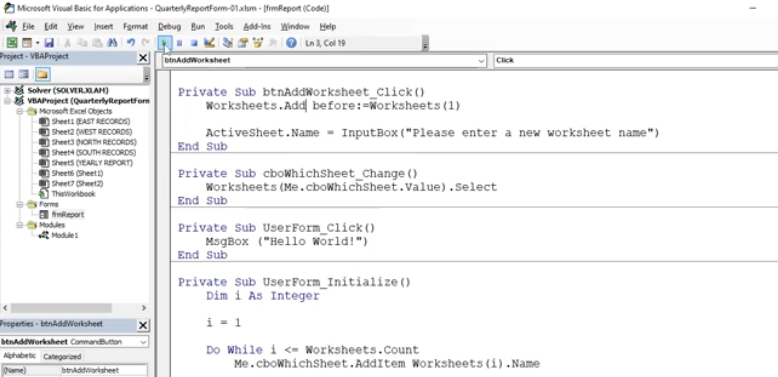 Microsoft Visual Basic for Applications - QuarterlyReportForm-01.xlsm - [frmReport (Code)]
File Edit View Insert Format Debug Run Tools Add-Ins Window Help
Ln 3, Col 19
Project - VBAProject
btnAddWorksheet Click
Solver (SOLVER.XLAM)
VBAProject (QuarterlyReportForm
Microsoft Excel Objects
Sheet1 (EAST RECORDS)
Sheet2 (WEST RECORDS)
Sheet3 (NORTH RECORDS)
Sheet4 (SOUTH RECORDS)
Sheet5 (YEARLY REPORT)
Sheet6 (Sheet1)
Sheet7 (Sheet2)
ThisWorkbook
Forms
frmReport
Modules
Module1
Properties - btnAddWorksheet
btnAddWorksheet CommandButton
Alphabetic Categorized
(Name) btnAddWorksheet
Private Sub btnAddWorksheet_Click()
Worksheets.Add before:=Worksheets(1)
ActiveSheet.Name = InputBox("Please enter a new worksheet name")
End Sub
Private Sub cboWhichSheet_Change()
Worksheets(Me.cboWhichSheet.Value).Select
End Sub
Private Sub UserForm_Click()
MsgBox ("Hello World!")
End Sub
Private Sub UserForm_Initialize()
Dim i As Integer
i = 1
Do While i <= Worksheets.Count
Me.cboWhichSheet.AddItem Worksheets(i).Name